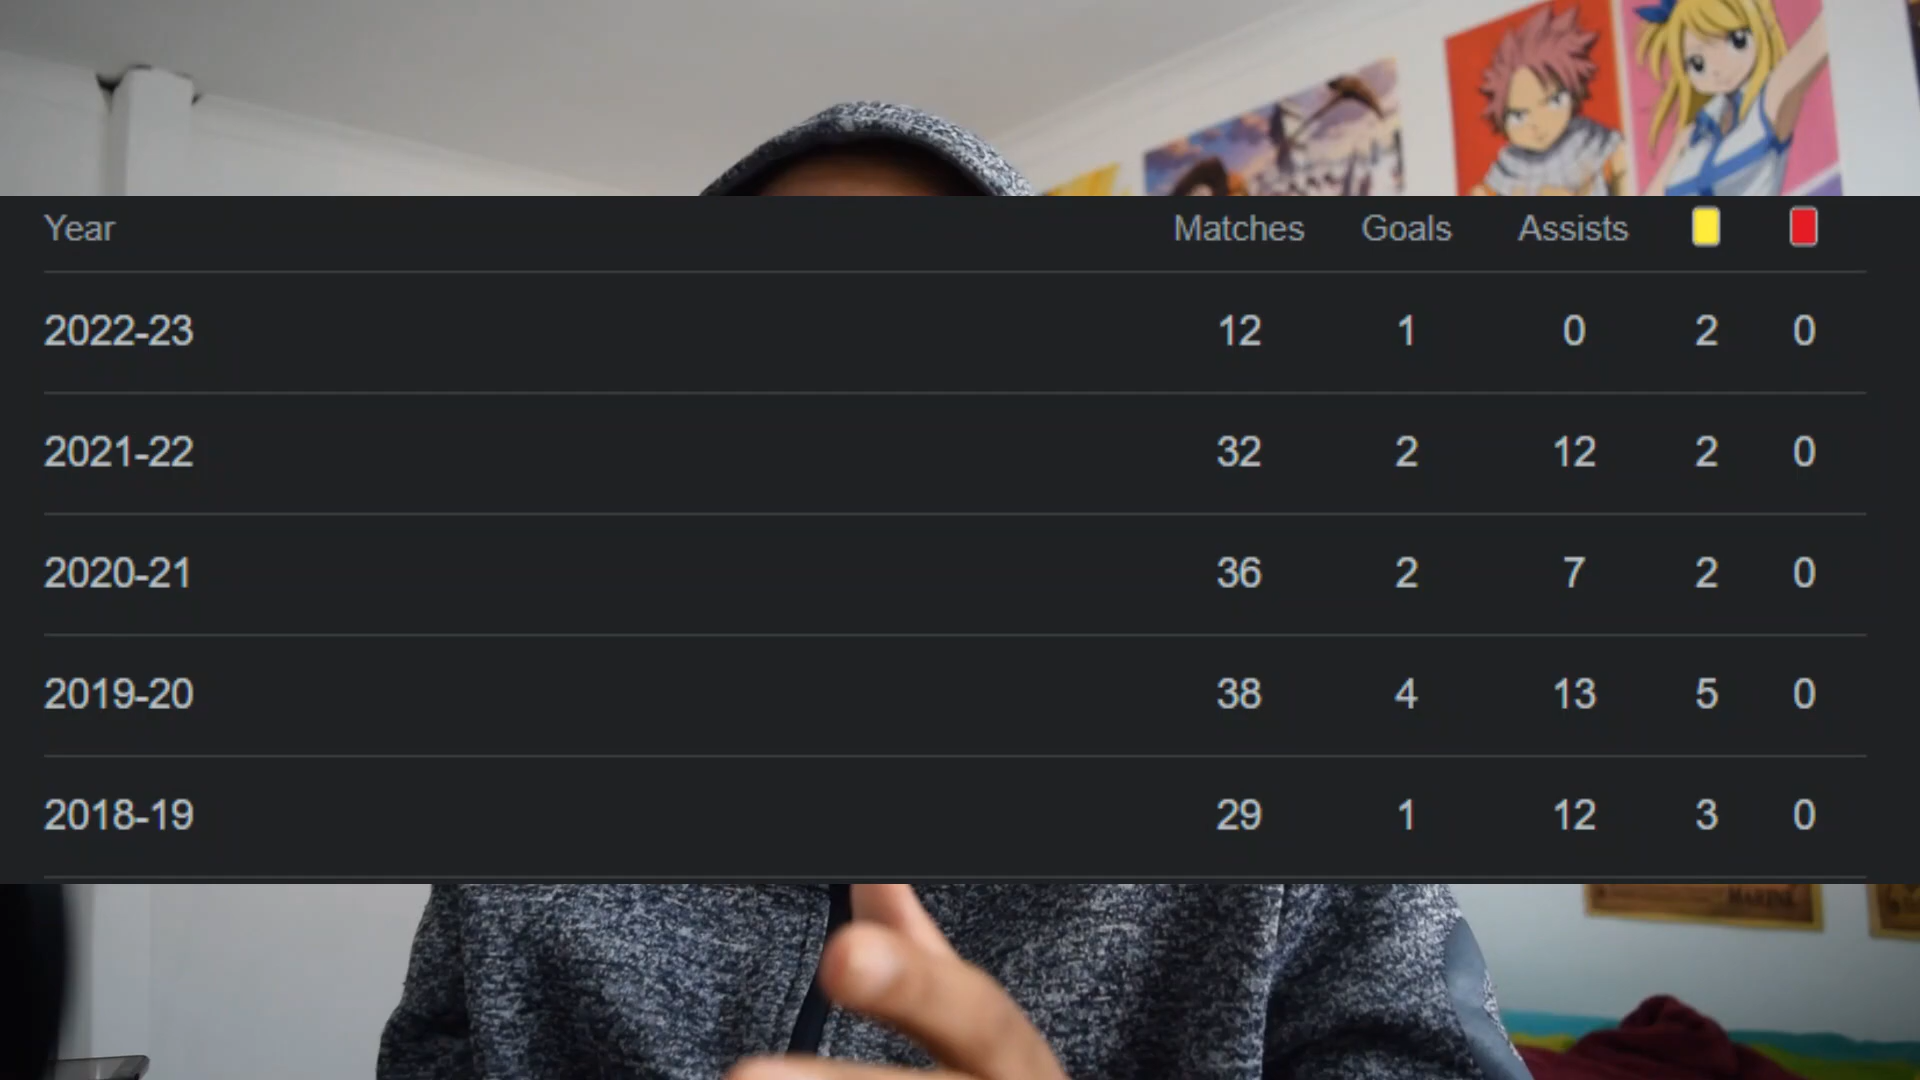 Year Matches Goals Assists
2022-23 12 1 0 2 0
2021-22 32 2 12 2 0
2020-21 36 2 7 2 0
2019-20 38 4 13 5 0
2018-19 29 1 12 3 0
MARINE